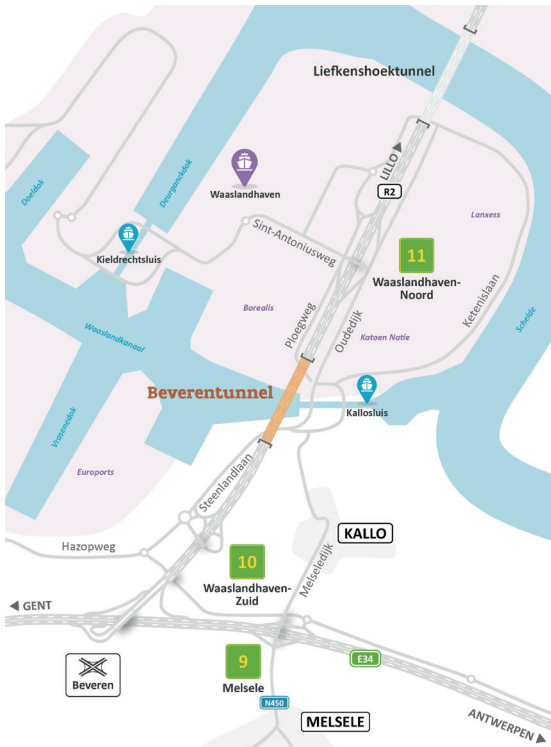 Liefkenshoektunnel
LILLO
R2
Doeldok
Deurganckdok
Waaslandhaven
Lanxess
Sint-Antoniusweg
Kieldrechtsluis
11
Waaslandhaven-
Noord
Ketenislaan
Schelde
Borealis
Ploegweg
Oudedijk
Katoen Natie
Waaslandkanaal
Beverentunnel
Kallosluis
Vrasenedok
Euroports
Steenlandlaan
KALLO
Hazopweg
10
Waaslandhaven-
Zuid
Melseledijk
GENT
9
Melsele
E34
Beveren
N450
MELSELE
ANTWERPEN